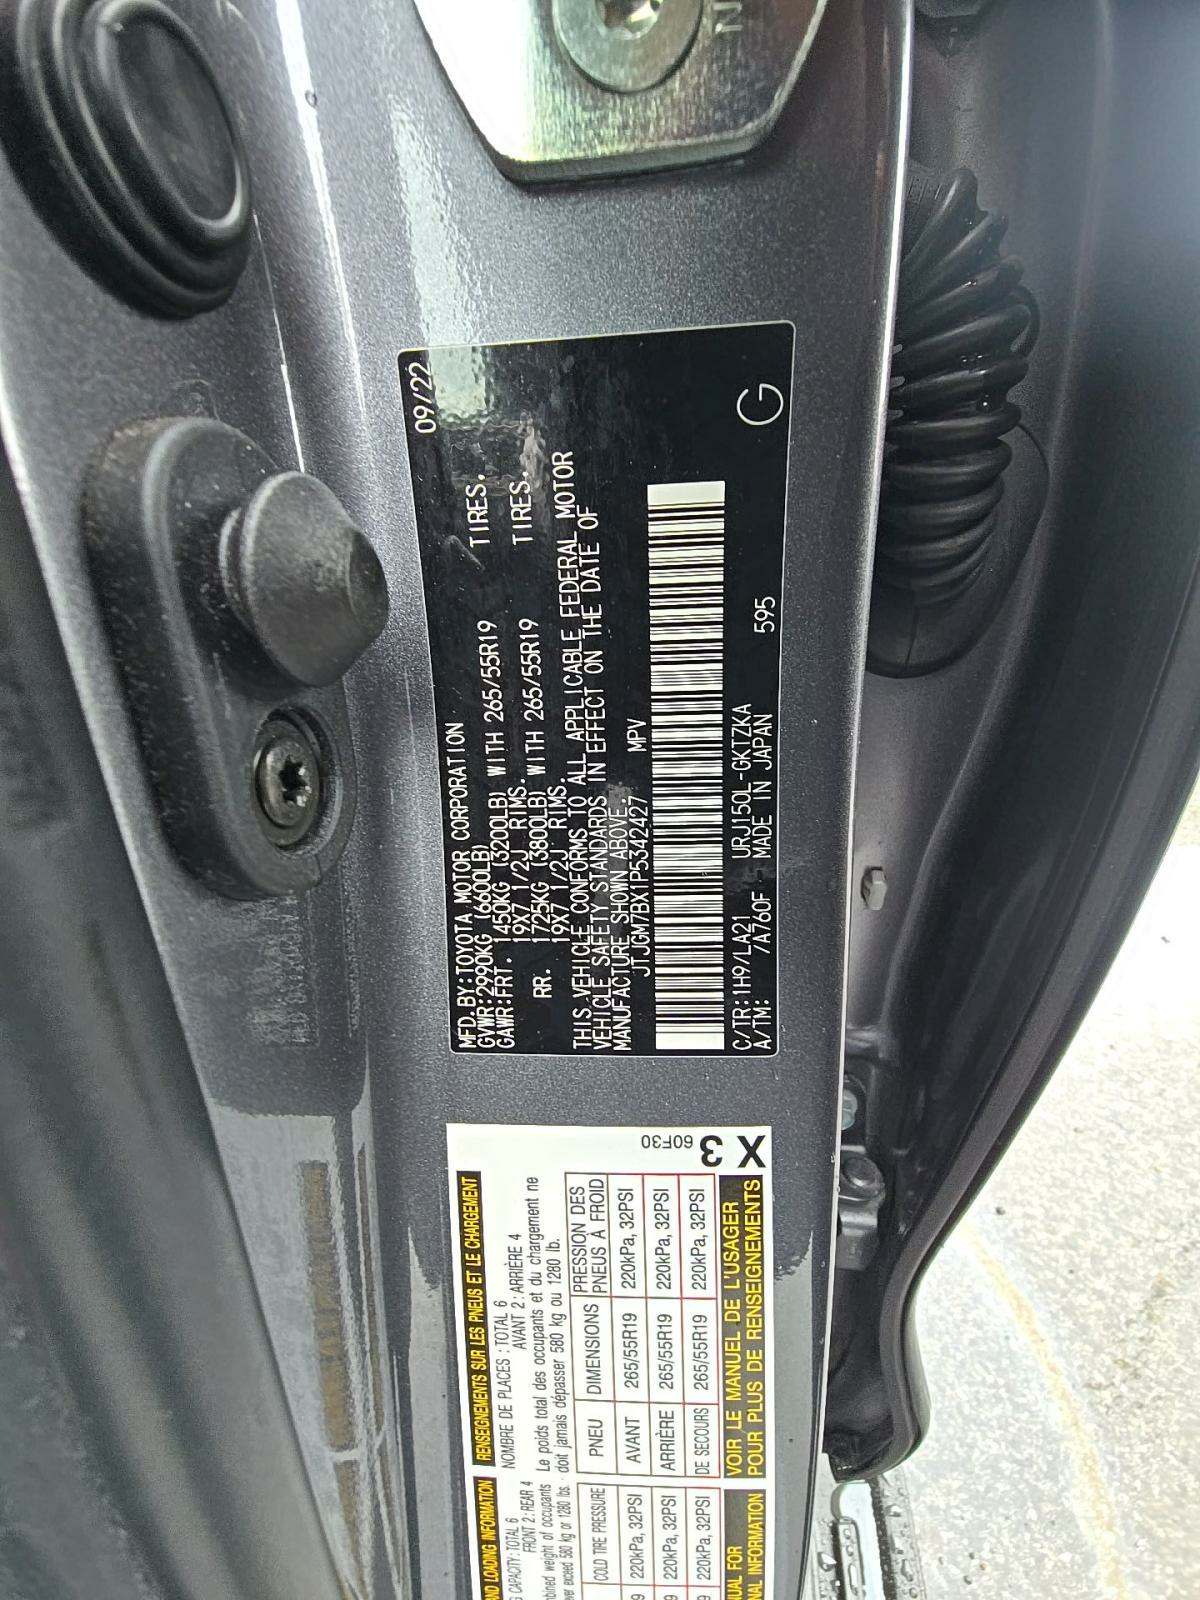 09/22
MFD.BY:TOYOTA MOTOR CORPORATION
GVWR:2990KG (6600LB)
GAWR:FRT. 1450KG (3200LB) WITH 265/55R19 TIRES.
19X7 1/2J RIMS.
RR. 1725KG (3800LB) WITH 265/55R19 TIRES.
19X7 1/2J RIMS.
THIS VEHICLE CONFORMS TO ALL APPLICABLE FEDERAL MOTOR
VEHICLE SAFETY STANDARDS IN EFFECT ON THE DATE OF
MANUFACTURE SHOWN ABOVE.
JTJGM7BX1P5342427 MPV
C/TR:1H9/LA21 URJ150L-GKTZKA
A/TM: /A760F MADE IN JAPAN 595
G
RENSEIGNEMENTS SUR LES PNEUS ET LE CHARGEMENT
NOMBRE DE PLACES : TOTAL 6
AVANT 2 : ARRIÈRE 4
Le poids total des occupants et du chargement ne
doit jamais dépasser 580 kg ou 1280 lb.
PNEU DIMENSIONS PRESSION DES PNEUS À FROID
AVANT 265/55R19 220kPa, 32PSI
ARRIÈRE 265/55R19 220kPa, 32PSI
DE SECOURS 265/55R19 220kPa, 32PSI
VOIR LE MANUEL DE L'USAGER
POUR PLUS DE RENSEIGNEMENTS
X 3
60F30
LOADING INFORMATION
CAPACITY: TOTAL 6
FRONT 2: REAR 4
weight of occupants
exceed 580 kg or 1280 lbs.
COLD TIRE PRESSURE
220kPa, 32PSI
220kPa, 32PSI
220kPa, 32PSI
FOR
INFORMATION